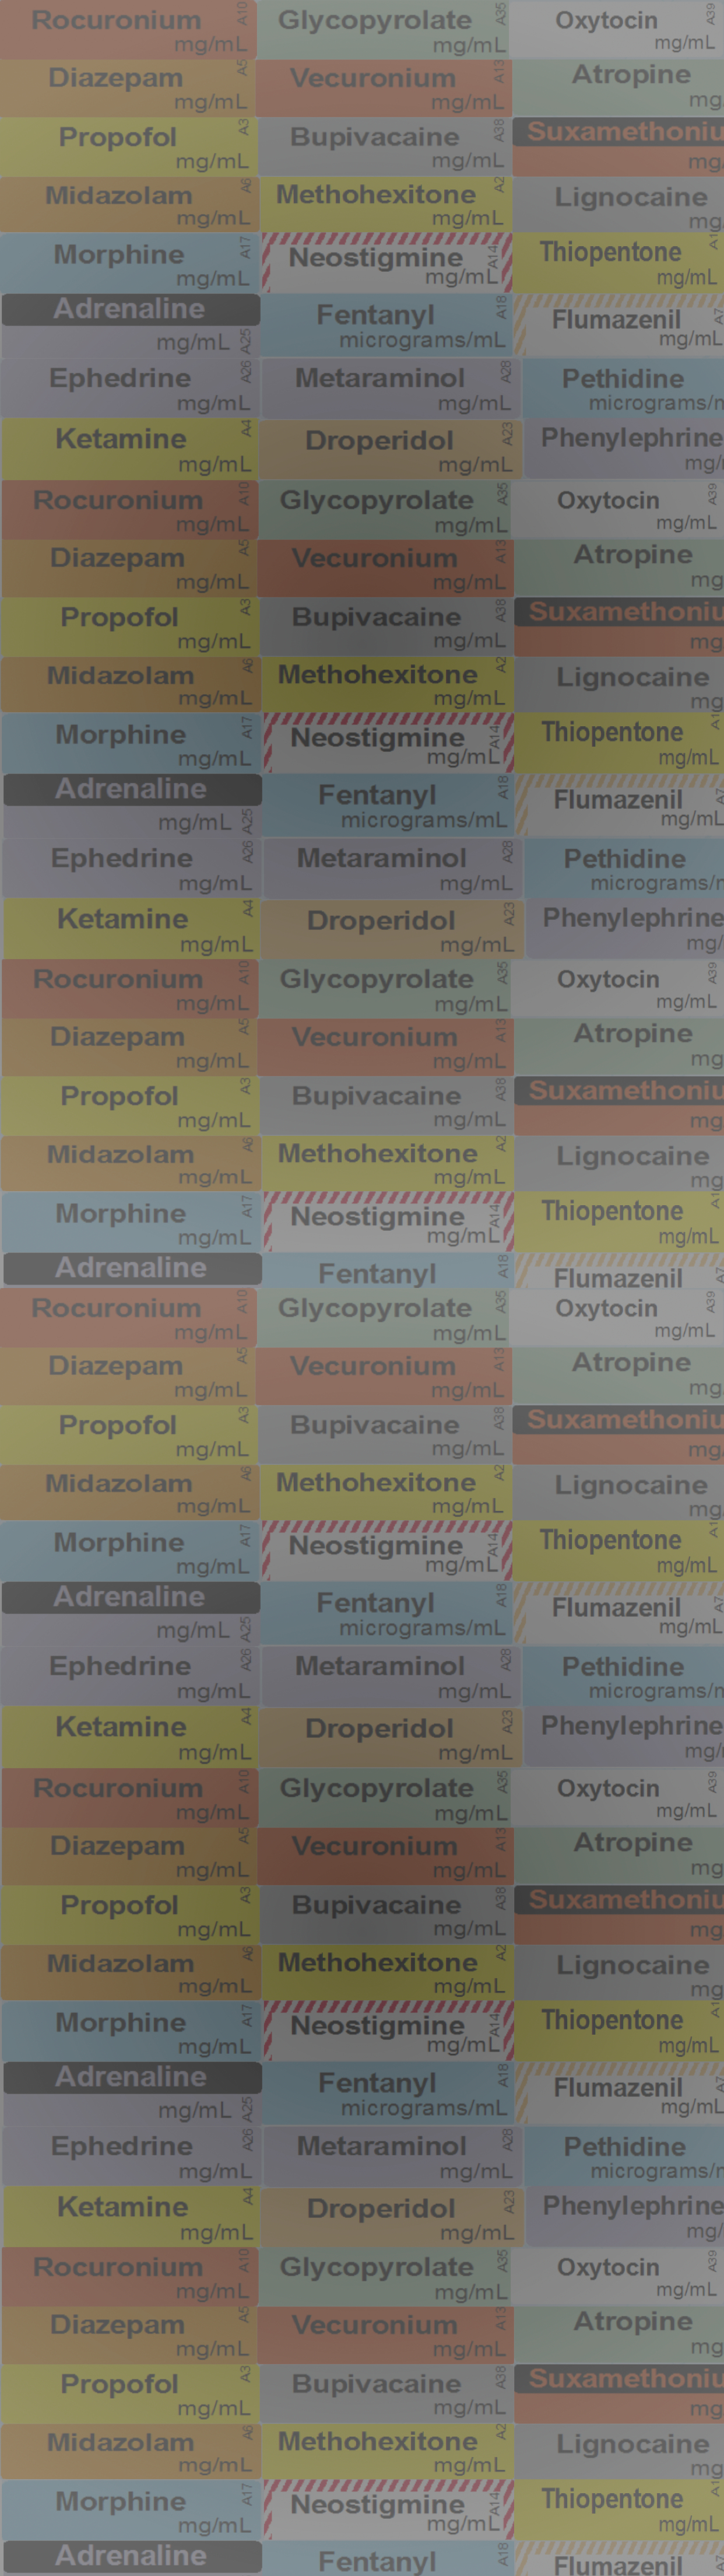 Rocuronium A10 Glycopyrolate A35 Oxytocin A39
mg/mL mg/mL mg/mL
Diazepam A5 Vecuronium A13 Atropine
mg/mL mg/mL mg
Propofol A3 Bupivacaine A38 Suxamethoniu
mg/mL mg/mL mg
Midazolam A6 Methohexitone A2 Lignocaine
mg/mL mg/mL mg
Morphine A17 Neostigmine A14 Thiopentone A1
mg/mL mg/mL mg/mL
Adrenaline Fentanyl A18 Flumazenil A7
mg/mL A25 micrograms/mL mg/mL
Ephedrine A26 Metaraminol A28 Pethidine
mg/mL mg/mL micrograms/m
Ketamine A4 Droperidol A23 Phenylephrine
mg/mL mg/mL mg/
Rocuronium A10 Glycopyrolate A35 Oxytocin A39
mg/mL mg/mL mg/mL
Diazepam A5 Vecuronium A13 Atropine
mg/mL mg/mL mg
Propofol A3 Bupivacaine A38 Suxamethoniu
mg/mL mg/mL mg
Midazolam A6 Methohexitone A2 Lignocaine
mg/mL mg/mL mg
Morphine A17 Neostigmine A14 Thiopentone A1
mg/mL mg/mL mg/mL
Adrenaline Fentanyl A18 Flumazenil A7
mg/mL A25 micrograms/mL mg/mL
Ephedrine A26 Metaraminol A28 Pethidine
mg/mL mg/mL micrograms/m
Ketamine A4 Droperidol A23 Phenylephrine
mg/mL mg/mL mg/
Rocuronium A10 Glycopyrolate A35 Oxytocin A39
mg/mL mg/mL mg/mL
Diazepam A5 Vecuronium A13 Atropine
mg/mL mg/mL mg
Propofol A3 Bupivacaine A38 Suxamethoniu
mg/mL mg/mL mg
Midazolam A6 Methohexitone A2 Lignocaine
mg/mL mg/mL mg
Morphine A17 Neostigmine A14 Thiopentone A1
mg/mL mg/mL mg/mL
Adrenaline Fentanyl A18 Flumazenil A7
Rocuronium A10 Glycopyrolate A35 Oxytocin A39
mg/mL mg/mL mg/mL
Diazepam A5 Vecuronium A13 Atropine
mg/mL mg/mL mg
Propofol A3 Bupivacaine A38 Suxamethoniu
mg/mL mg/mL mg
Midazolam A6 Methohexitone A2 Lignocaine
mg/mL mg/mL mg
Morphine A17 Neostigmine A14 Thiopentone A1
mg/mL mg/mL mg/mL
Adrenaline Fentanyl A18 Flumazenil A7
mg/mL A25 micrograms/mL mg/mL
Ephedrine A26 Metaraminol A28 Pethidine
mg/mL mg/mL micrograms/m
Ketamine A4 Droperidol A23 Phenylephrine
mg/mL mg/mL mg/
Rocuronium A10 Glycopyrolate A35 Oxytocin A39
mg/mL mg/mL mg/mL
Diazepam A5 Vecuronium A13 Atropine
mg/mL mg/mL mg
Propofol A3 Bupivacaine A38 Suxamethoniu
mg/mL mg/mL mg
Midazolam A6 Methohexitone A2 Lignocaine
mg/mL mg/mL mg
Morphine A17 Neostigmine A14 Thiopentone A1
mg/mL mg/mL mg/mL
Adrenaline Fentanyl A18 Flumazenil A7
mg/mL A25 micrograms/mL mg/mL
Ephedrine A26 Metaraminol A28 Pethidine
mg/mL mg/mL micrograms/m
Ketamine A4 Droperidol A23 Phenylephrine
mg/mL mg/mL mg/
Rocuronium A10 Glycopyrolate A35 Oxytocin A39
mg/mL mg/mL mg/mL
Diazepam A5 Vecuronium A13 Atropine
mg/mL mg/mL mg
Propofol A3 Bupivacaine A38 Suxamethoniu
mg/mL mg/mL mg
Midazolam A6 Methohexitone A2 Lignocaine
mg/mL mg/mL mg
Morphine A17 Neostigmine A14 Thiopentone A1
mg/mL mg/mL mg/mL
Adrenaline Fentanyl A18 Flumazenil A7